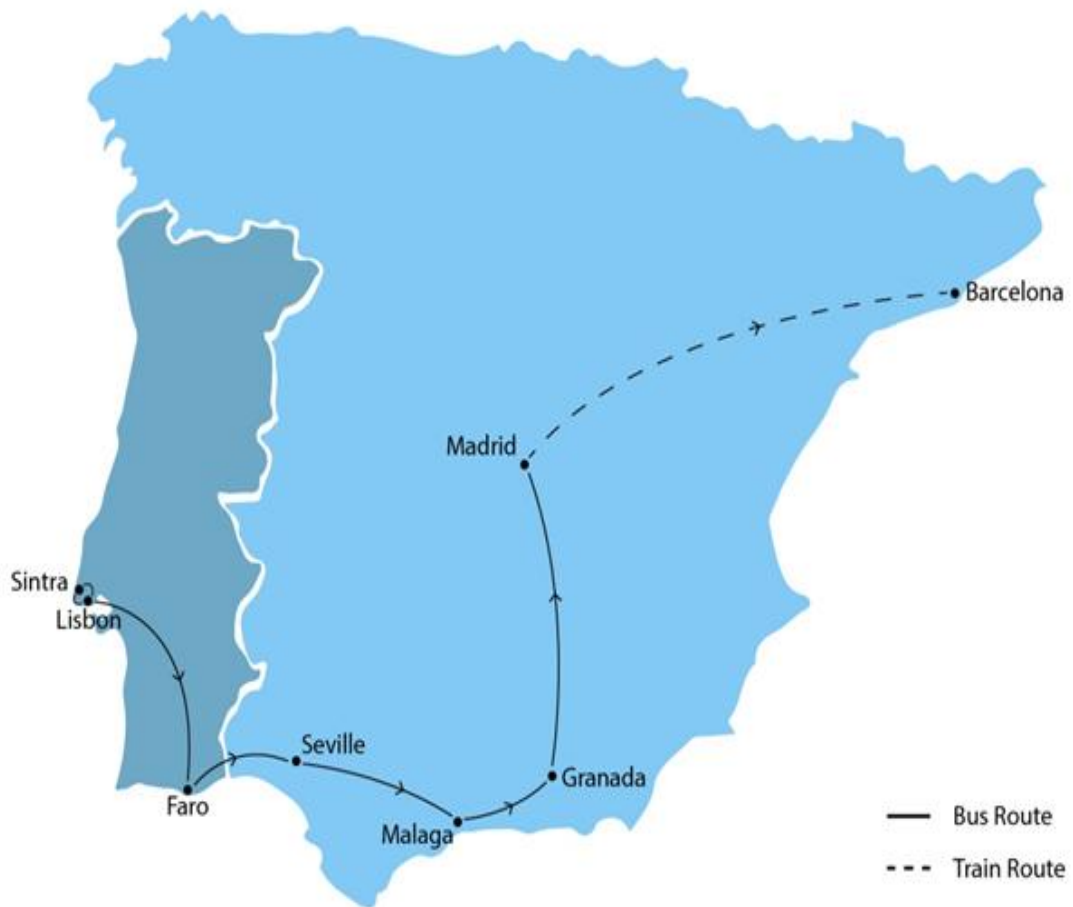 Barcelona
Madrid
Sintra
Lisbon
Seville
Granada
Faro
Malaga
Bus Route
Train Route